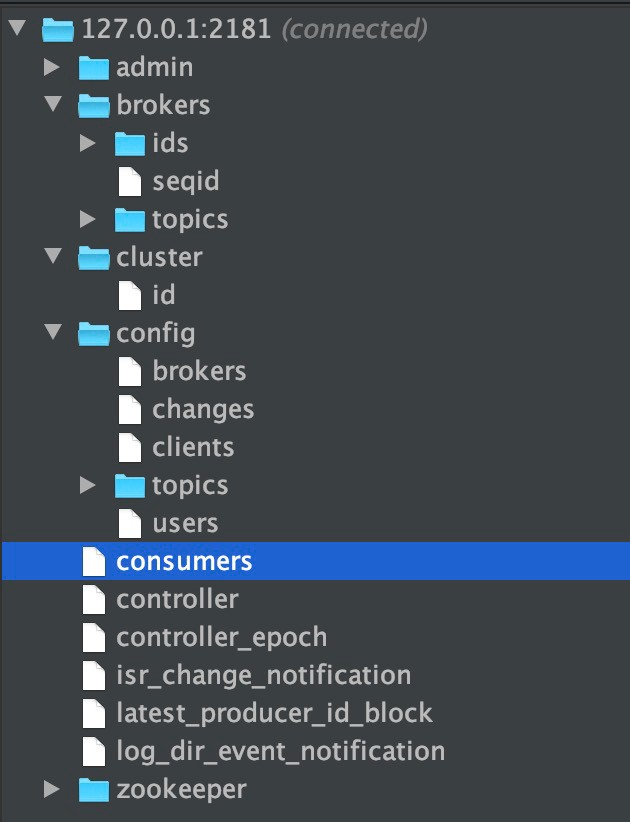 127.0.0.1:2181 (connected)
admin
brokers
ids
seqid
topics
cluster
id
config
brokers
changes
clients
topics
users
consumers
controller
controller_epoch
isr_change_notification
latest_producer_id_block
log_dir_event_notification
zookeeper